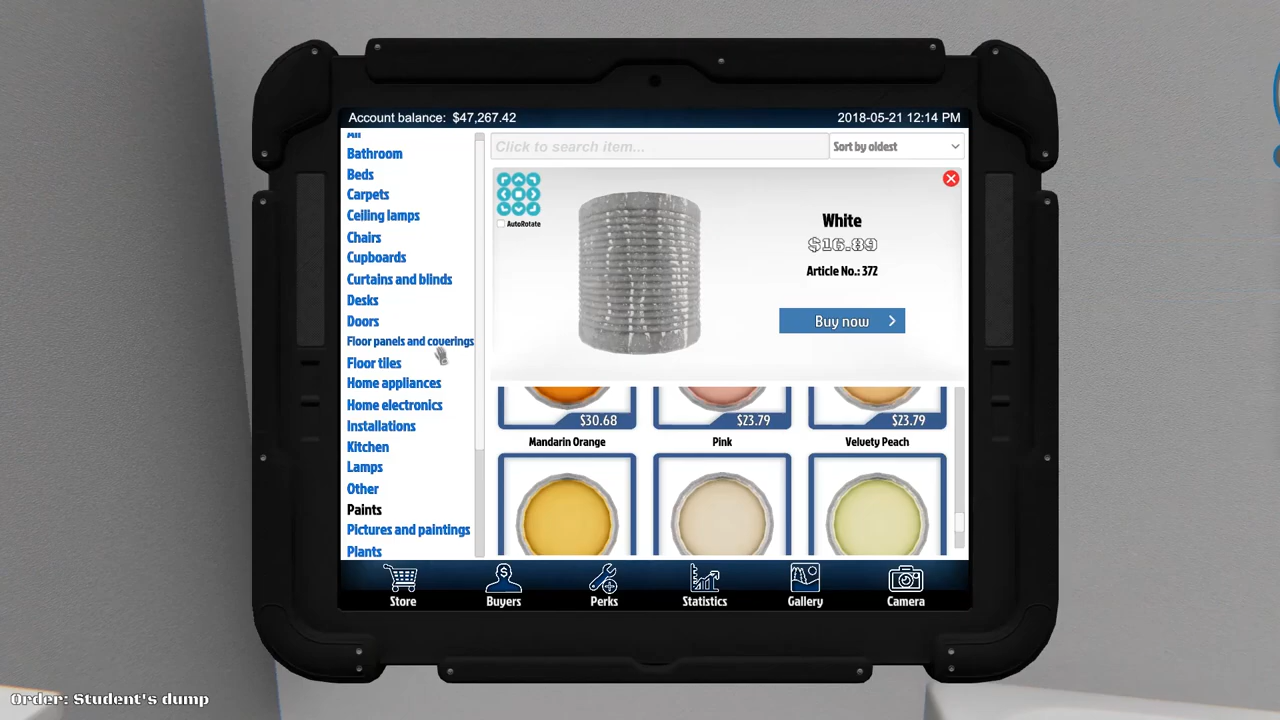 Account balance: $47,267.42
2018-05-21 12:14 PM
All
Bathroom
Beds
Carpets
Ceiling lamps
Chairs
Cupboards
Curtains and blinds
Desks
Doors
Floor panels and coverings
Floor tiles
Home appliances
Home electronics
Installations
Kitchen
Lamps
Other
Paints
Pictures and paintings
Plants
Click to search item...
Sort by oldest
AutoRotate
White
$16.89
Article No.: 372
Buy now
$30.68
$23.79
$23.79
Mandarin Orange
Pink
Velvety Peach
Store
Buyers
Perks
Statistics
Gallery
Camera
Order: Student's dump